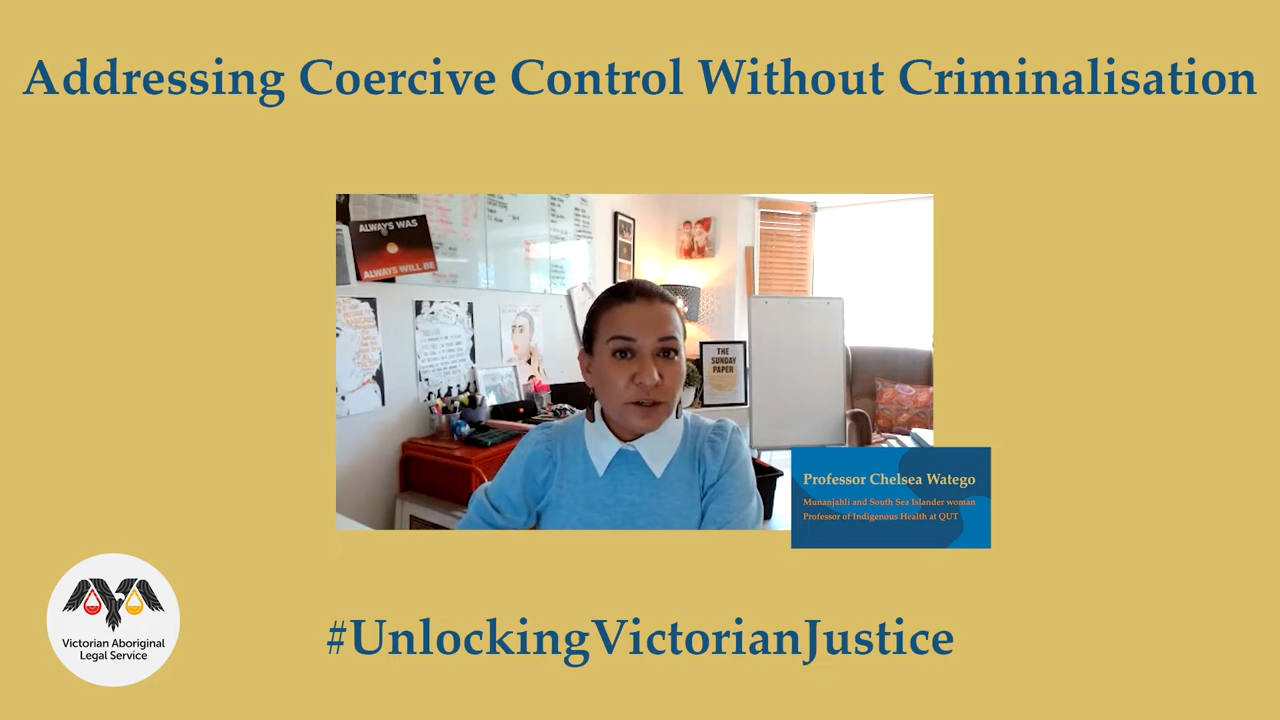 Addressing Coercive Control Without Criminalisation
ALWAYS WAS
ALWAYS WILL BE
THE
SUNDAY
PAPER
Professor Chelsea Watego
Munanjahli and South Sea Islander woman
Professor of Indigenous Health at QUT
Victorian Aboriginal
Legal Service
#UnlockingVictorianJustice